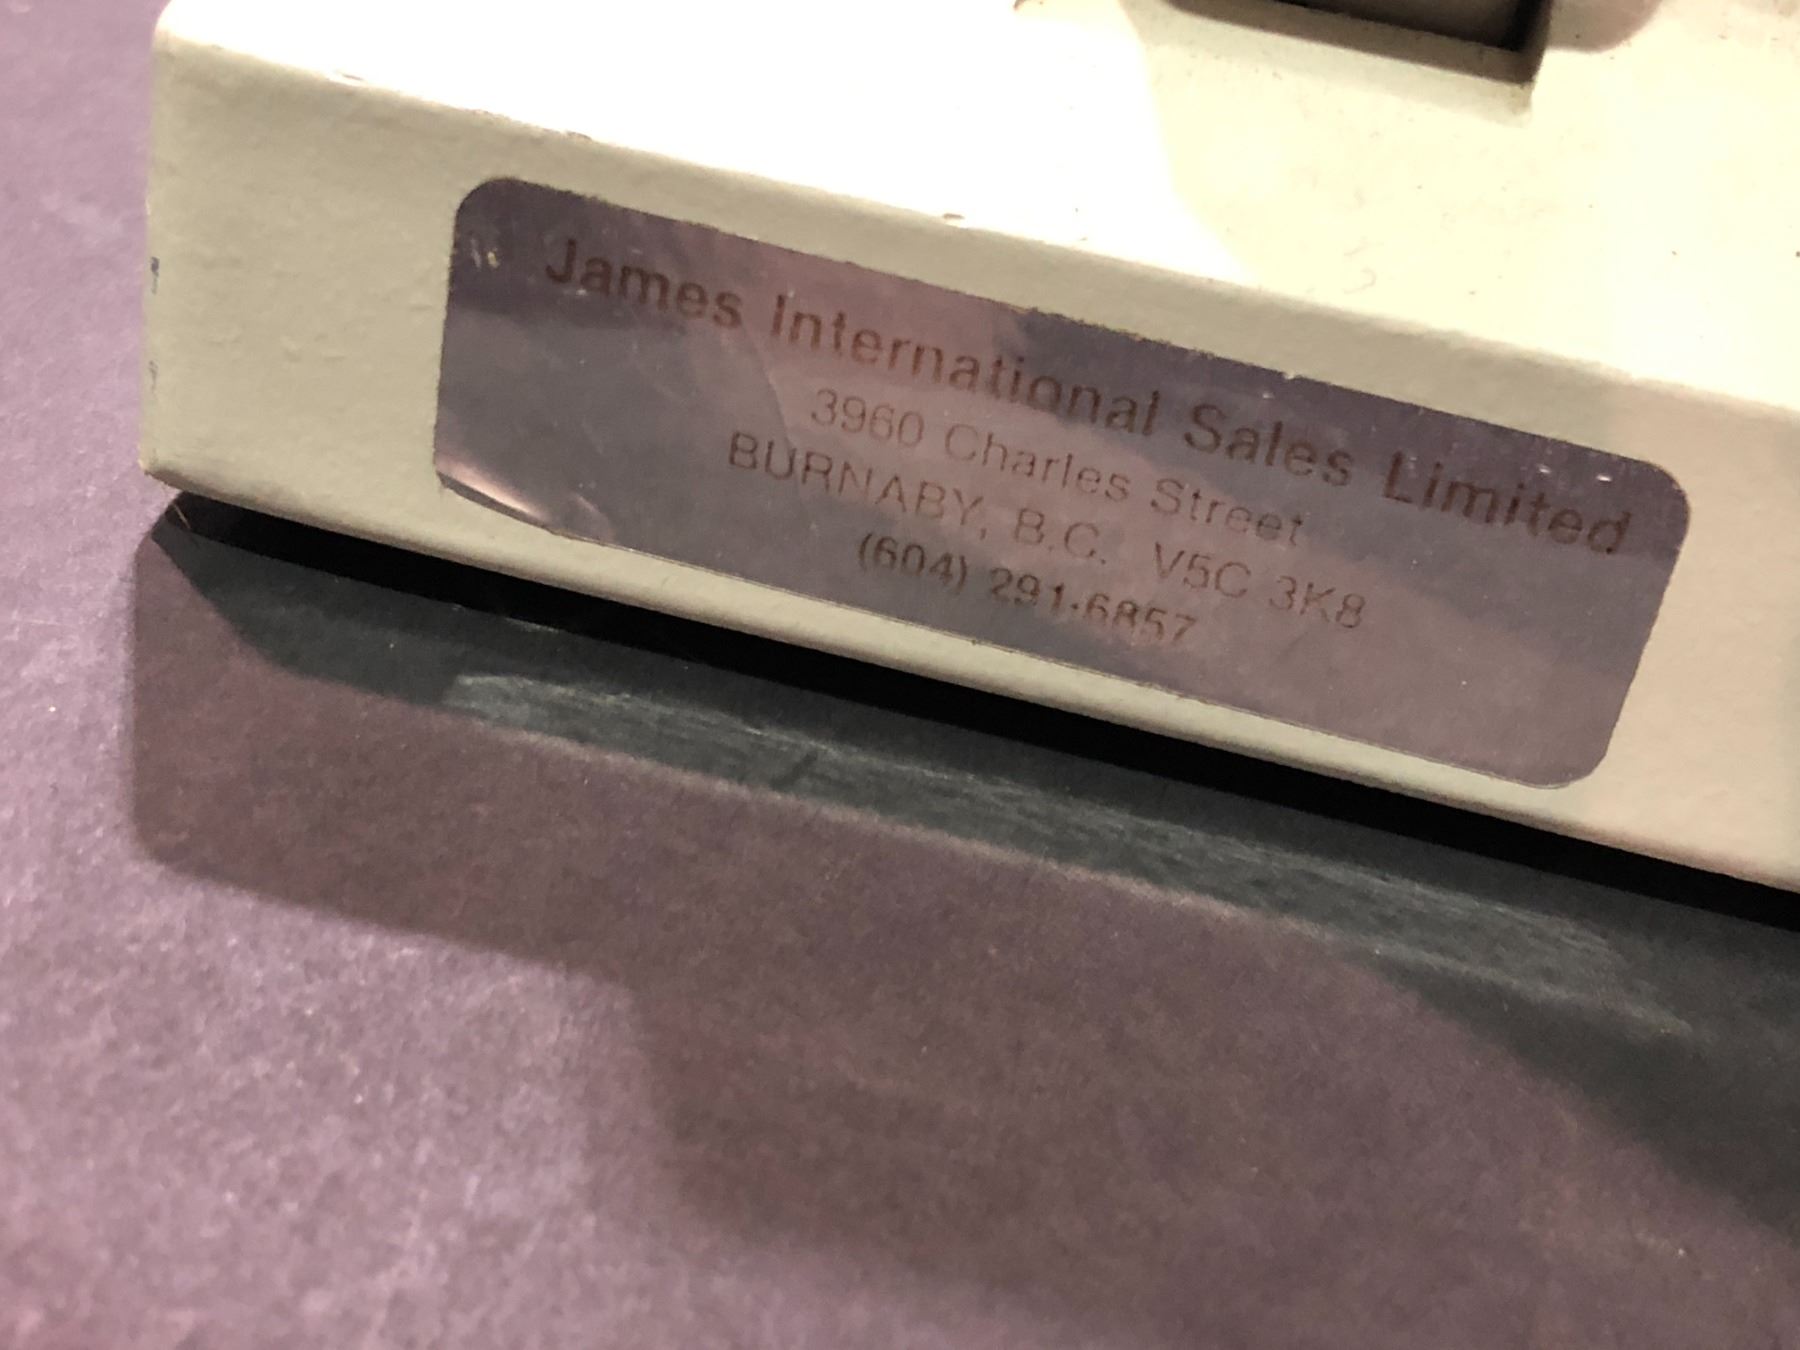 James International Sales Limited
3960 Charles Street
BURNABY, B.C. V5C 3K8
(604) 291-6857